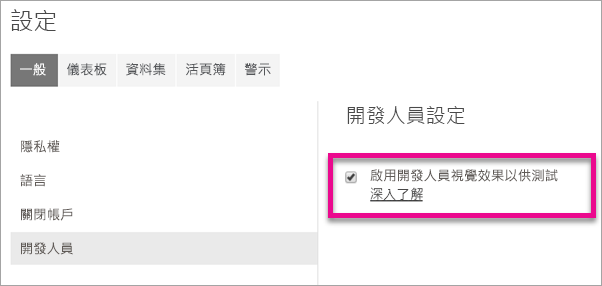 設定
一般 儀表板 資料集 活頁簿 警示
隱私權
語言
關閉帳戶
開發人員
開發人員設定
啟用開發人員視覺效果以供測試
深入了解